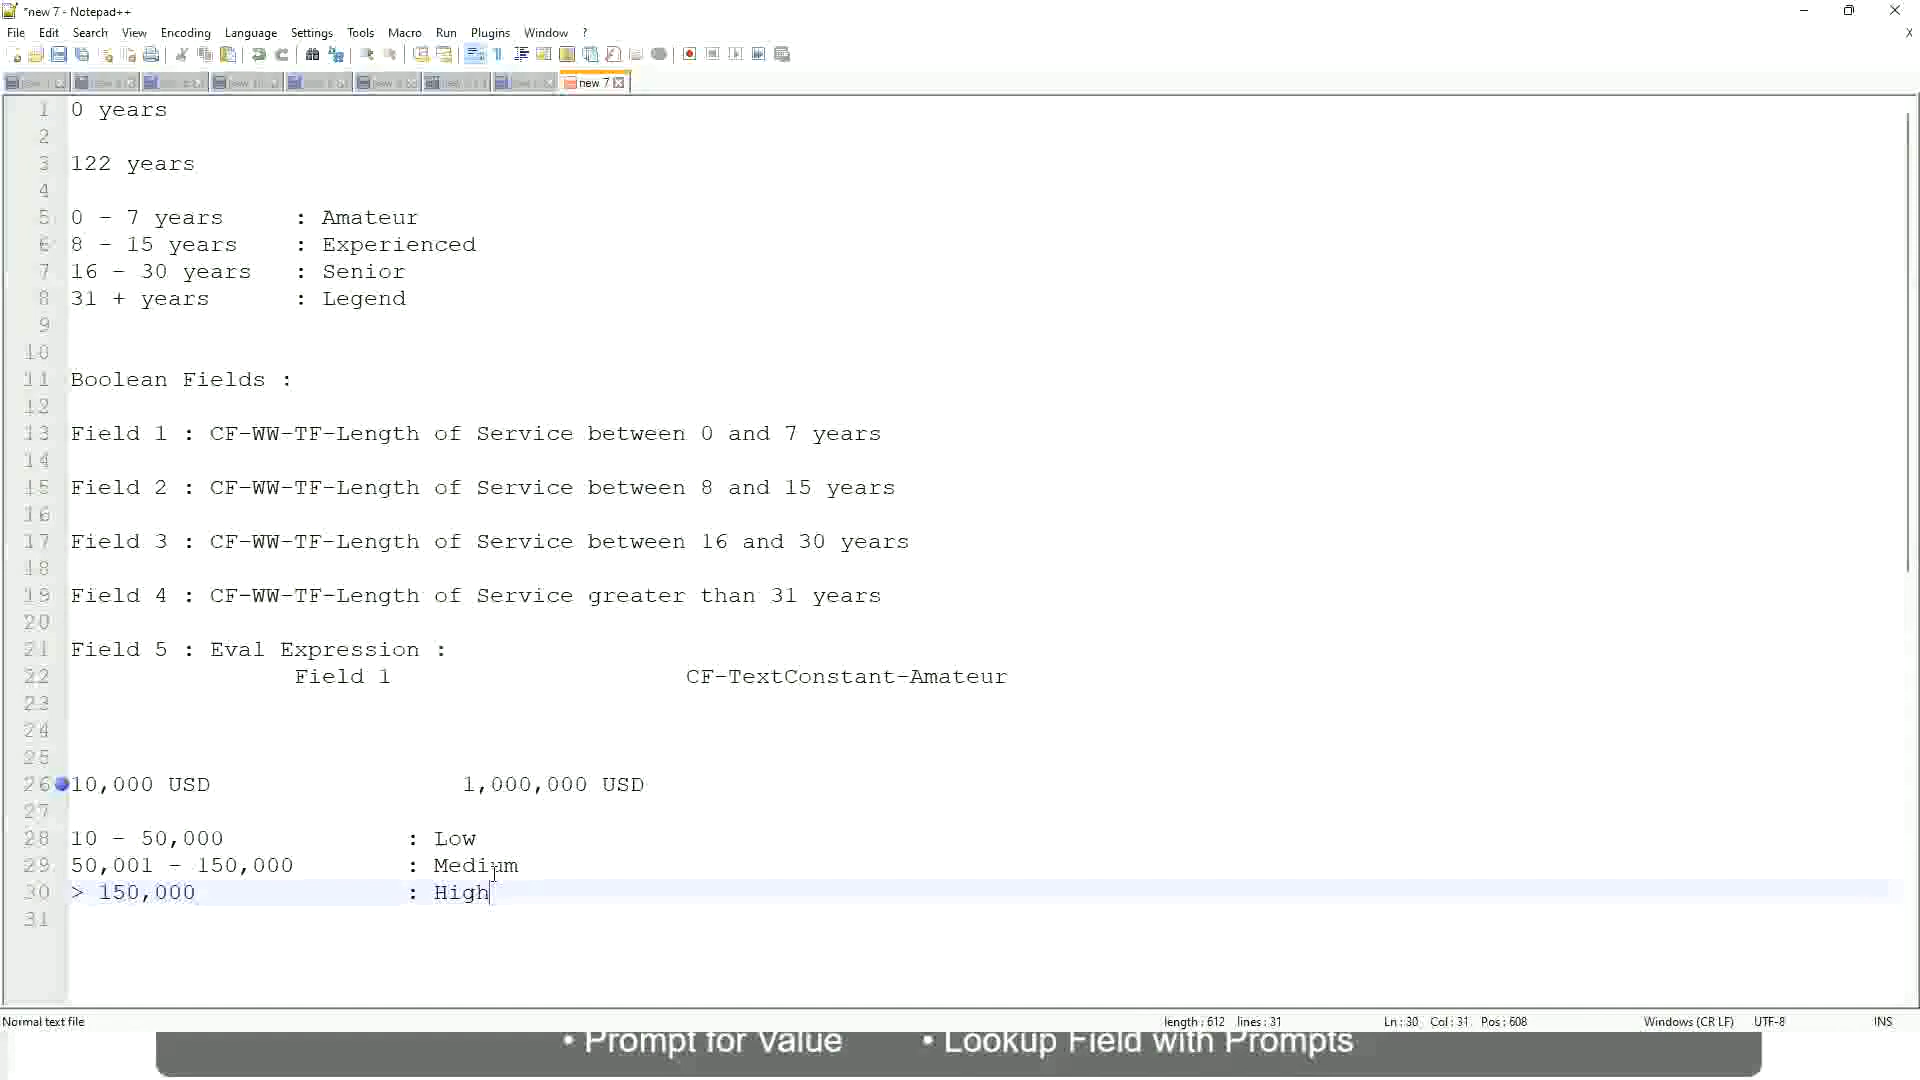 *new 7 - Notepad++
File Edit Search View Encoding Language Settings Tools Macro Run Plugins Window ? X
new 7
1 0 years
2
3 122 years
4
5 0 - 7 years : Amateur
6 8 - 15 years : Experienced
7 16 - 30 years : Senior
8 31 + years : Legend
9
10
11 Boolean Fields :
12
13 Field 1 : CF-WW-TF-Length of Service between 0 and 7 years
14
15 Field 2 : CF-WW-TF-Length of Service between 8 and 15 years
16
17 Field 3 : CF-WW-TF-Length of Service between 16 and 30 years
18
19 Field 4 : CF-WW-TF-Length of Service greater than 31 years
20
21 Field 5 : Eval Expression :
22 Field 1 CF-TextConstant-Amateur
23
24
25
26 10,000 USD 1,000,000 USD
27
28 10 - 50,000 : Low
29 50,001 - 150,000 : Medium
30 > 150,000 : High
31
Normal text file length : 612 lines : 31 Ln : 30 Col : 31 Pos : 608 Windows (CR LF) UTF-8 INS
• Prompt for Value • Lookup Field with Prompts